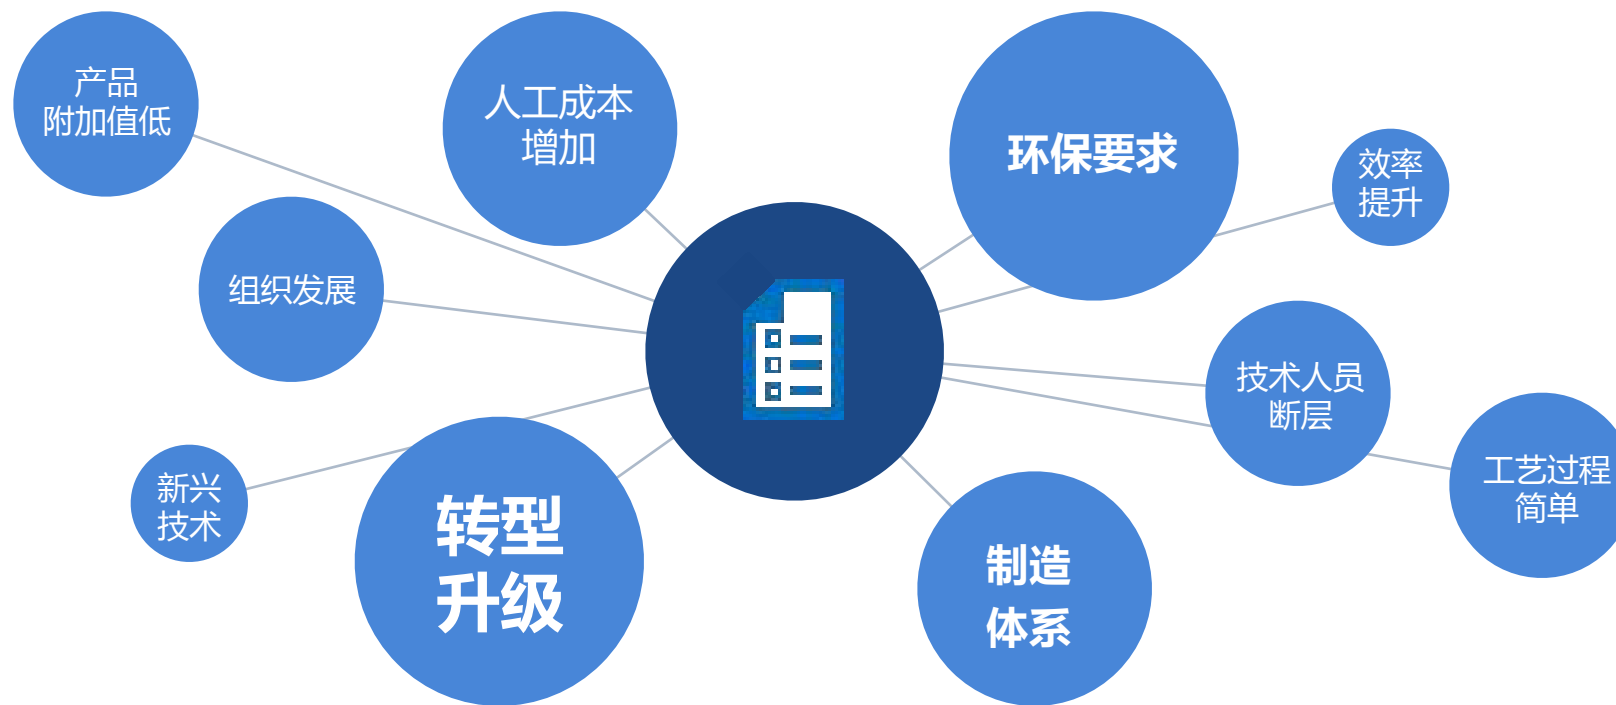 产品
附加值低
人工成本
增加
环保要求
效率
提升
组织发展
技术人员
断层
工艺过程
简单
新兴
技术
转型
升级
制造
体系